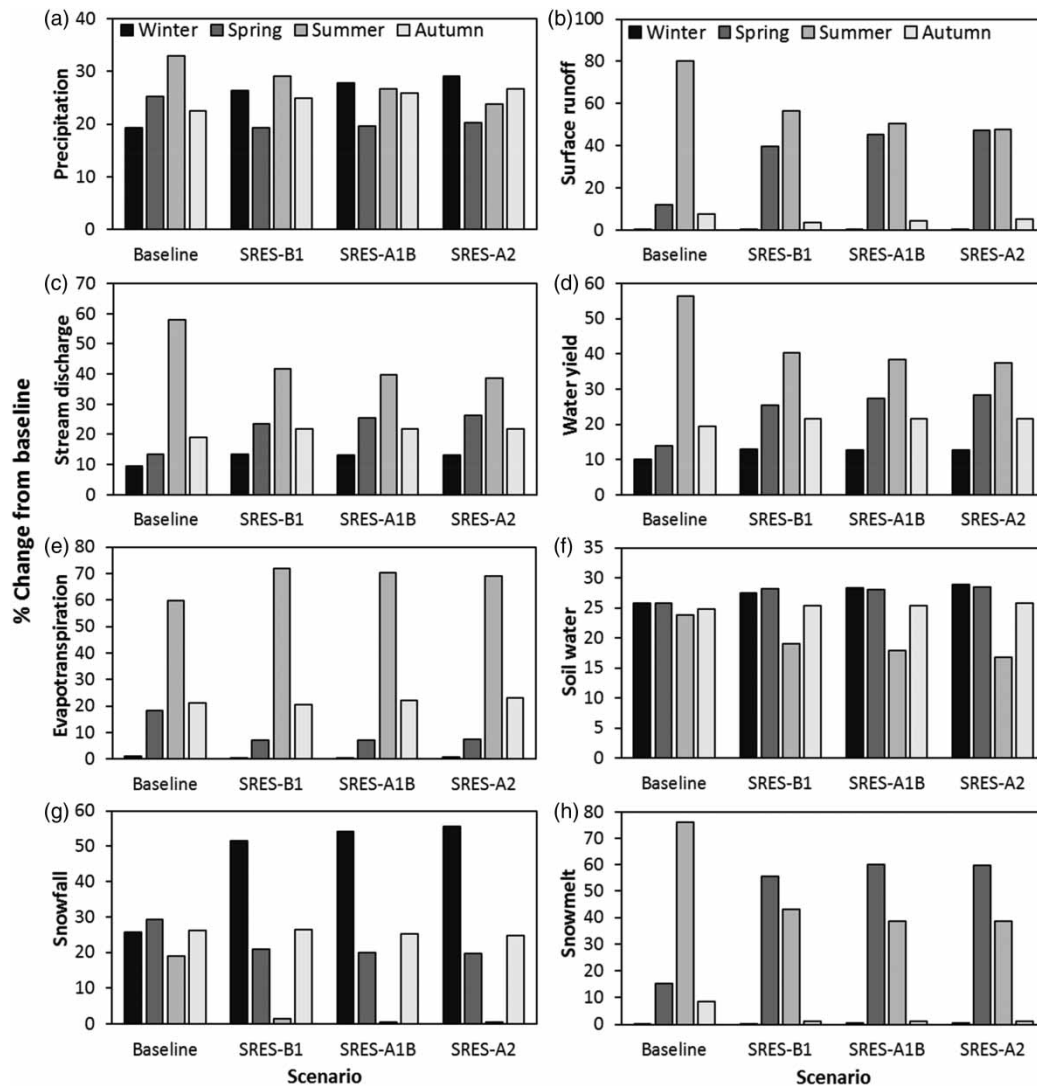 (a)
40
30
20
10
0
Precipitation
Winter Spring Summer Autumn
Baseline SRES-B1 SRES-A1B SRES-A2
(b)
100
80
60
40
20
0
Surface runoff
Winter Spring Summer Autumn
Baseline SRES-B1 SRES-A1B SRES-A2
(c)
70
60
50
40
30
20
10
0
Stream discharge
Baseline SRES-B1 SRES-A1B SRES-A2
(d)
60
50
40
30
20
10
0
Water yield
Baseline SRES-B1 SRES-A1B SRES-A2
% Change from baseline
(e)
80
70
60
50
40
30
20
10
0
Evapotranspiration
Baseline SRES-B1 SRES-A1B SRES-A2
(f)
35
30
25
20
15
10
5
0
Soil water
Baseline SRES-B1 SRES-A1B SRES-A2
(g)
60
50
40
30
20
10
0
Snowfall
Baseline SRES-B1 SRES-A1B SRES-A2
Scenario
(h)
80
70
60
50
40
30
20
10
0
Snowmelt
Baseline SRES-B1 SRES-A1B SRES-A2
Scenario